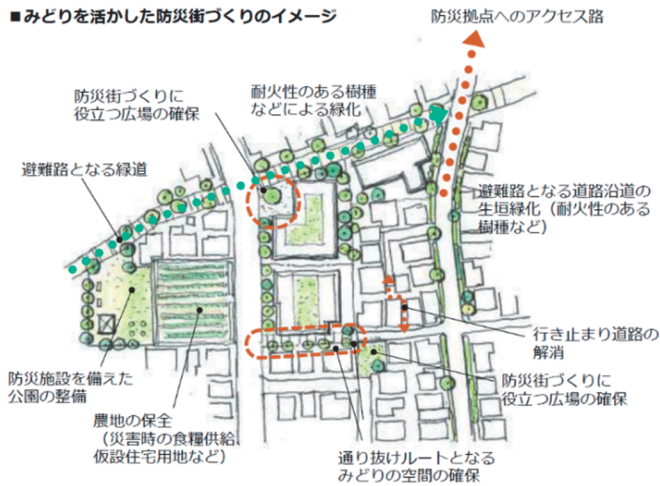 ■みどりを活かした防災街づくりのイメージ
防災拠点へのアクセス路
防災街づくりに
役立つ広場の確保
耐火性のある樹種
などによる緑化
避難路となる緑道
避難路となる道路沿道の
生垣緑化（耐火性のある
樹種など）
行き止まり道路の
解消
防災施設を備えた
公園の整備
防災街づくりに
役立つ広場の確保
農地の保全
（災害時の食糧供給、
仮設住宅用地など）
通り抜けルートとなる
みどりの空間の確保